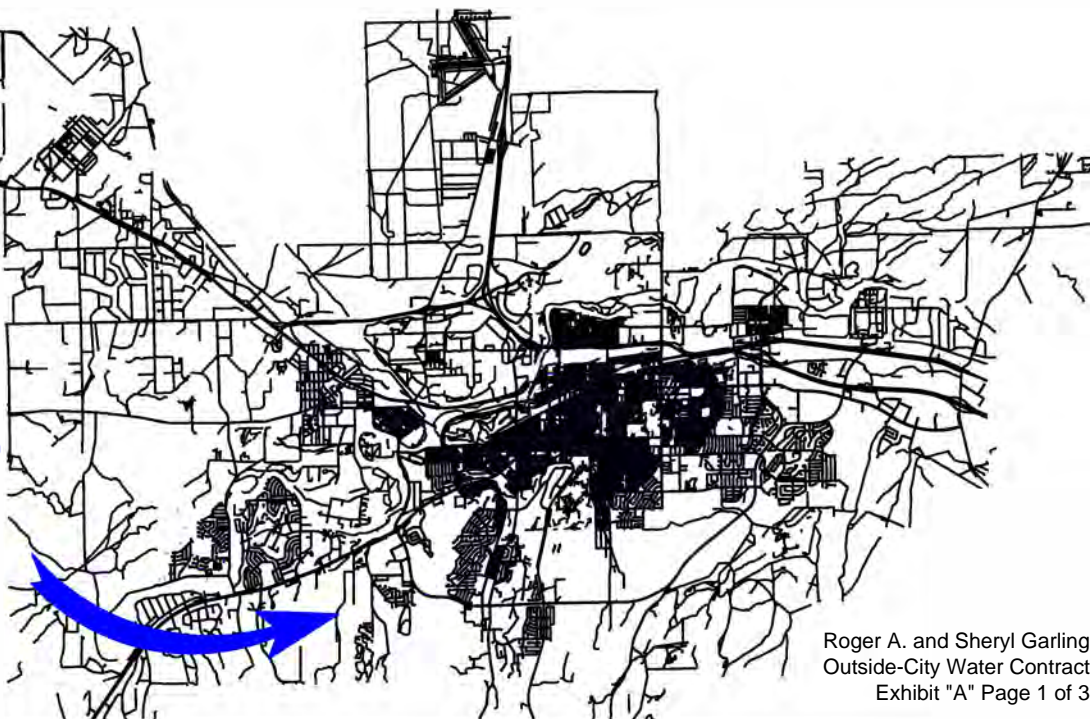 Roger A. and Sheryl Garling
Outside-City Water Contract
Exhibit "A" Page 1 of 3